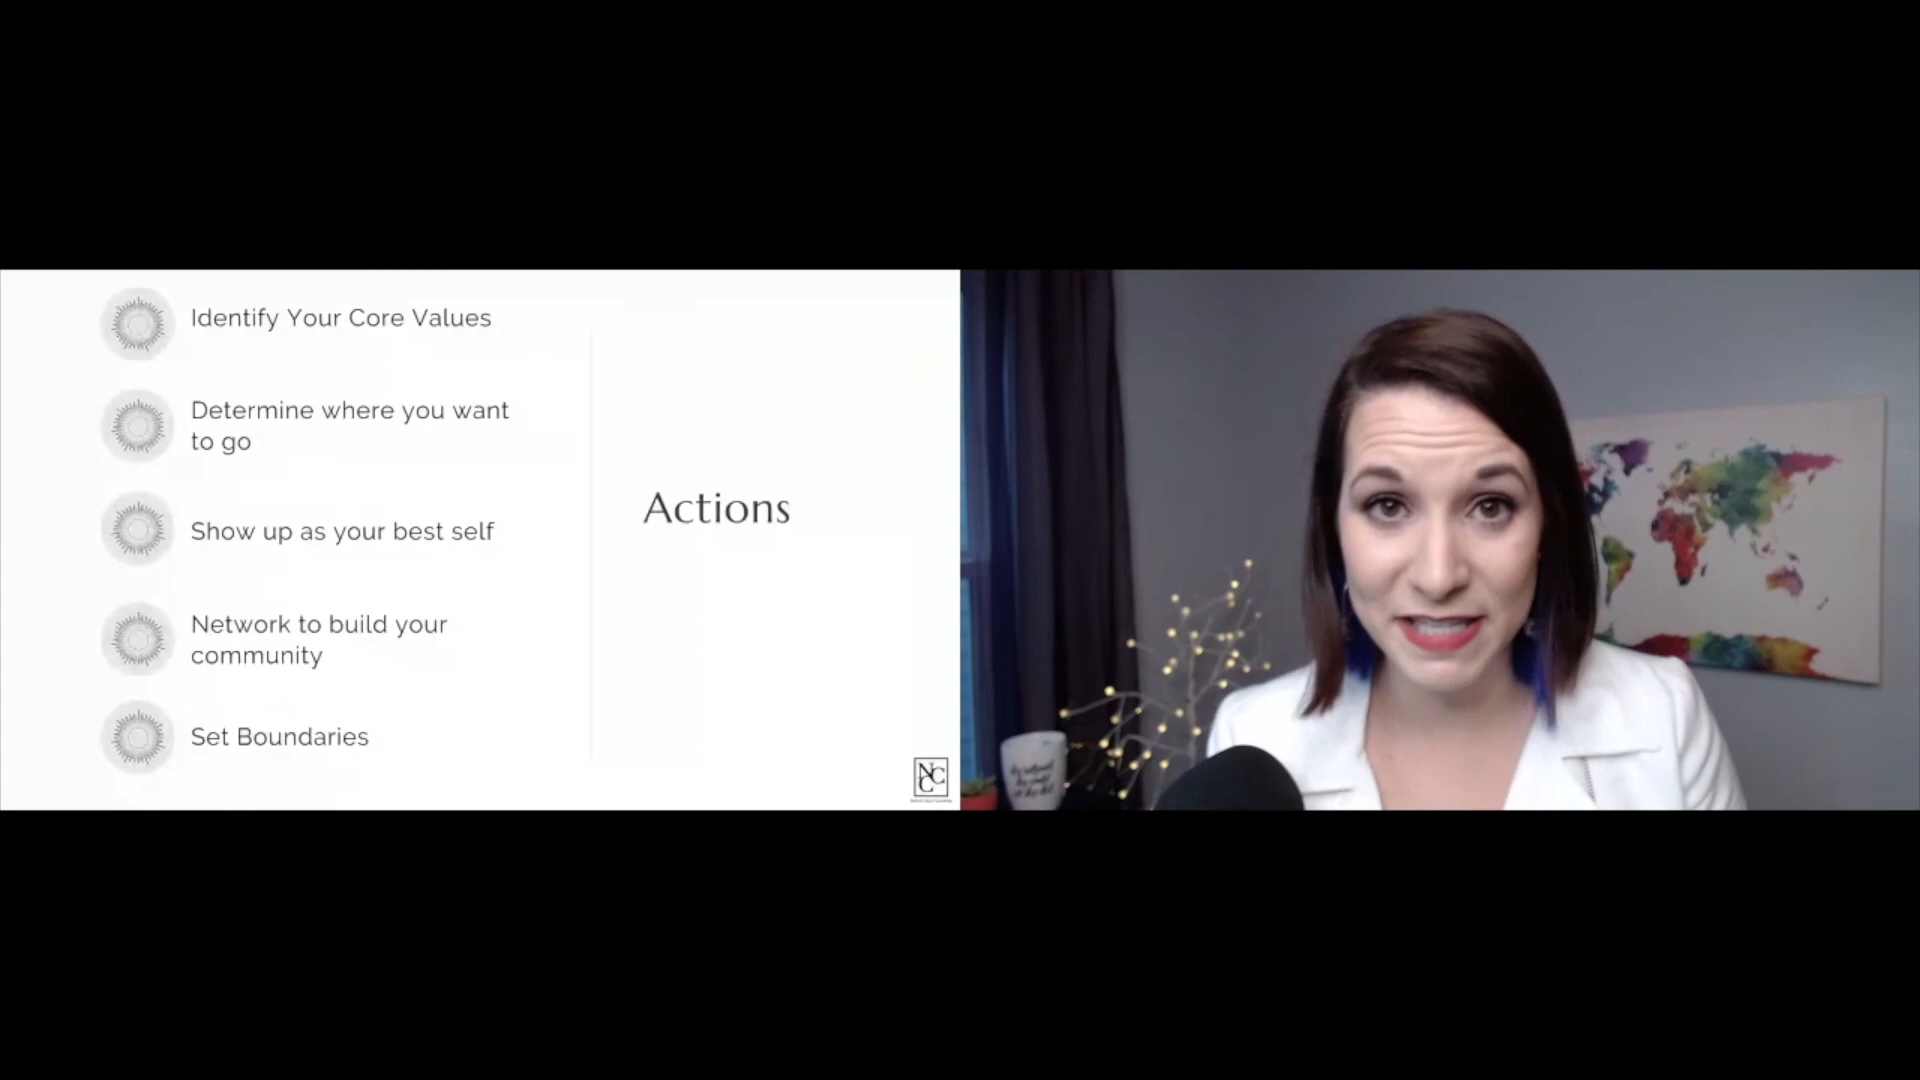 Identify Your Core Values
Determine where you want
to go
Show up as your best self
Network to build your
community
Set Boundaries
Actions
NCC